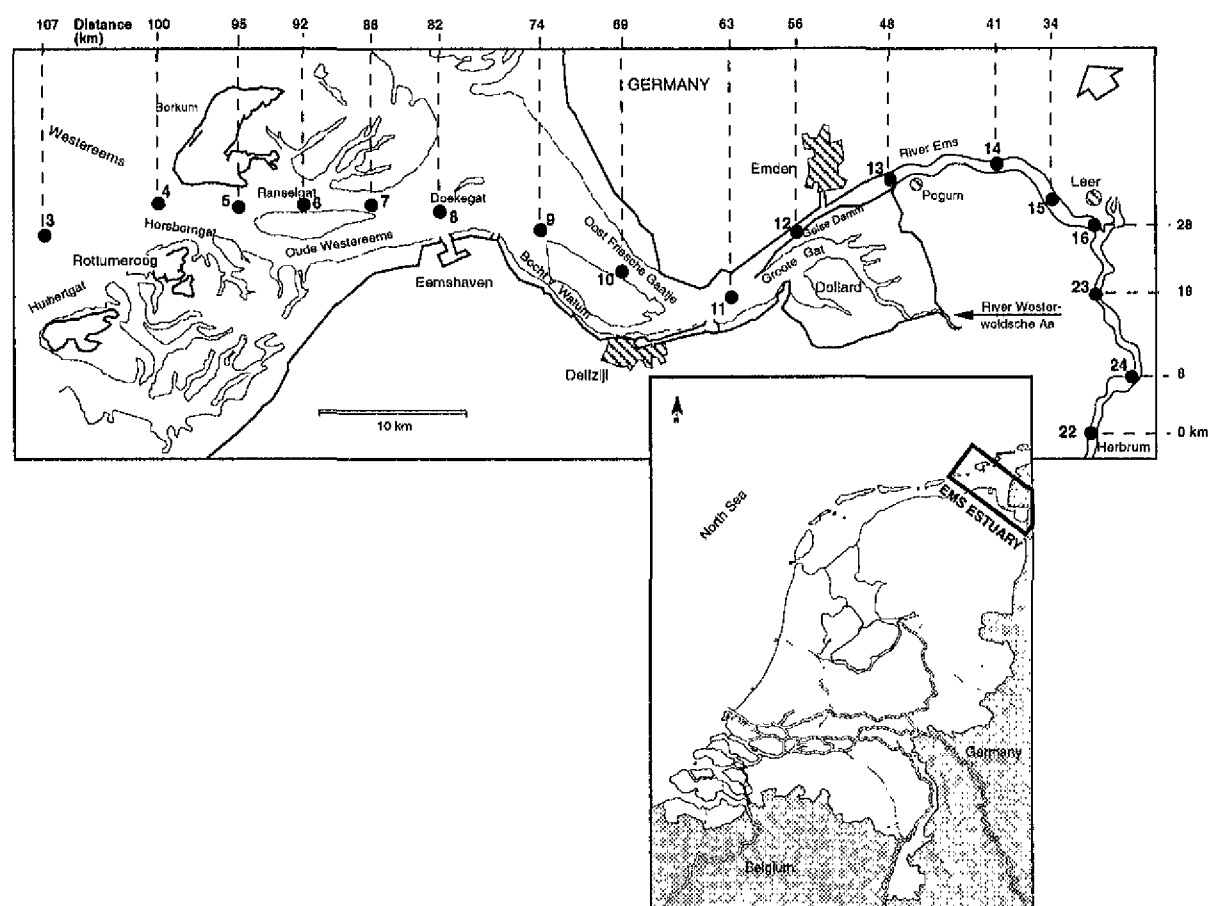 107 Distance (km) 100 95 92 88 82 74 69 63 56 48 41 34
GERMANY
Borkum
Westereems
Emden
River Ems
14
13
Pogum
Leer
15
4
Ranselgat
3
5
6
7
Doekegat
8
9
12
Geise Damm
16
28
Horsborngat
Oude Westereems
Oost Friesche Gaatje
Groote Gat
Rottumeroog
Eemshaven
Bocht v Watum
10
11
Dollard
23
18
Huibertgat
River Wester-
woldsche Aa
Delfzijl
24
8
10 km
22
0 km
Herbrum
N
North Sea
EMS ESTUARY
Germany
Belgium